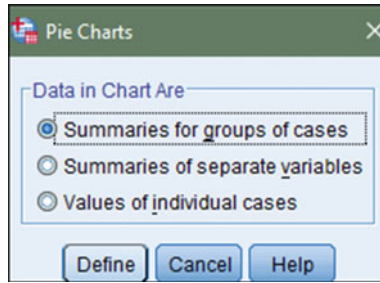 Pie Charts
Data in Chart Are
Summaries for groups of cases
Summaries of separate variables
Values of individual cases
Define Cancel Help